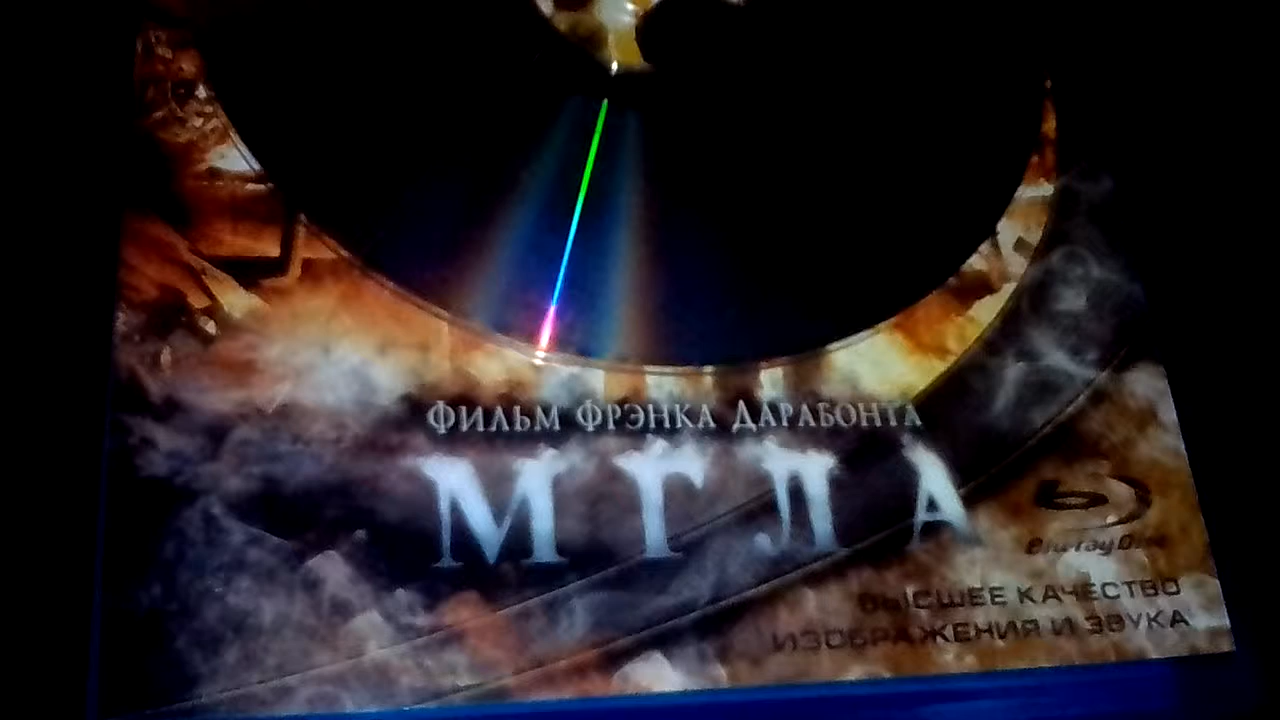 ФИЛЬМ ФРЭНКА ДАРАБОНТА
МГЛА
Blu-ray Disc
ВЫСШЕЕ КАЧЕСТВО
ИЗОБРАЖЕНИЯ И ЗВУКА